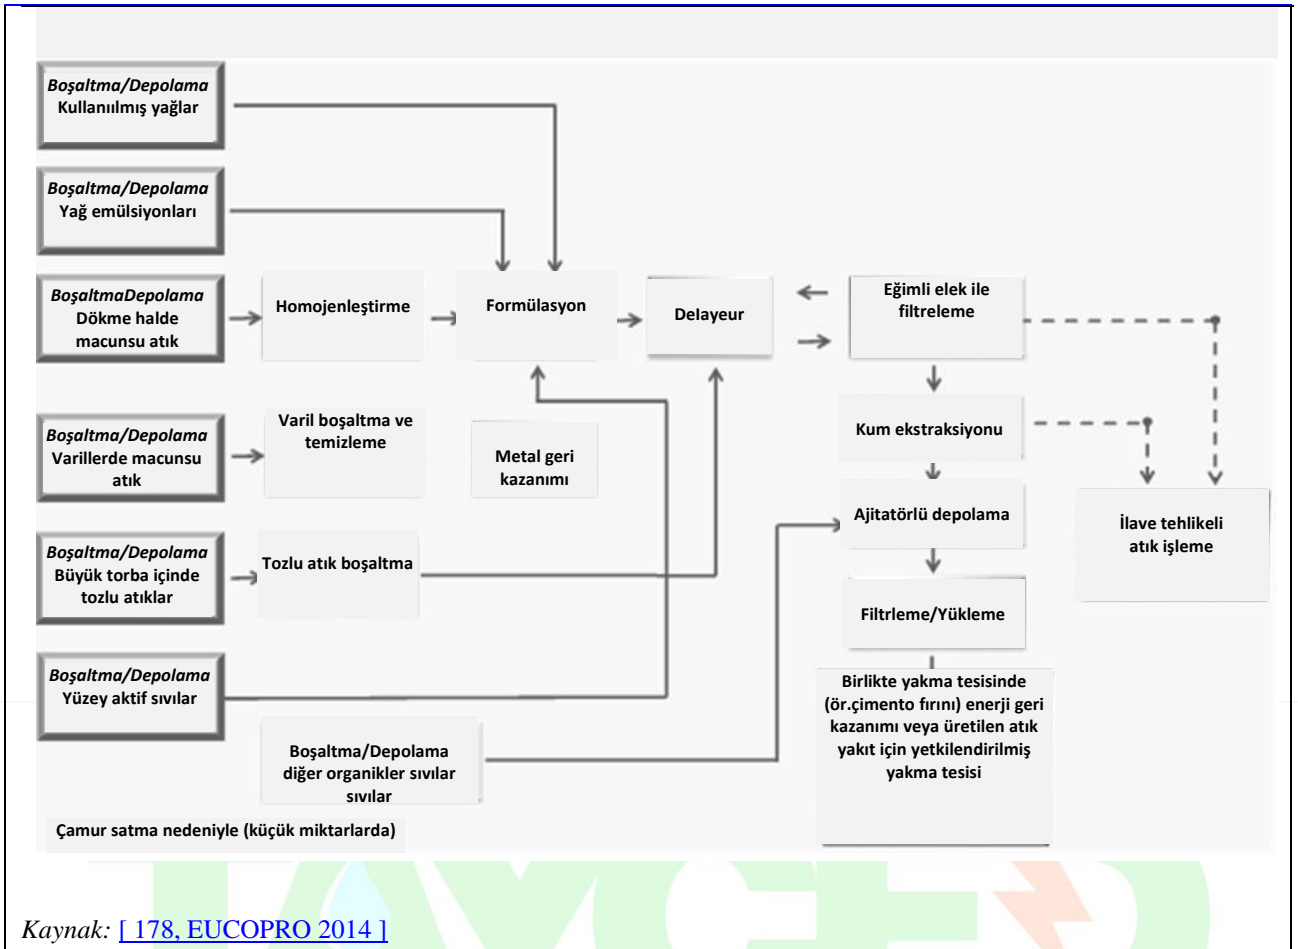 Boşaltma/Depolama
Kullanıılmış yağlar
Boşaltma/Depolama
Yağ emülsiyonları
BoşaltmaDepolama
Dökme halde
macunsu atık
Homojenleştirme
Formülasyon
Delayeur
Eğimli elek ile
filtreleme
Boşaltma/Depolama
Varillerde macunsu
atık
Varil boşaltma ve
temizleme
Metal geri
kazanımı
Kum ekstraksiyonu
Ajitatörlü depolama
İlave tehlikeli
atık işleme
Boşaltma/Depolama
Büyük torba içinde
tozlu atıklar
Tozlu atık boşaltma
Filtrleme/Yükleme
Boşaltma/Depolama
Yüzey aktif sıvılar
Boşaltma/Depolama
diğer organikler sıvılar
sıvılar
Birlikte yakma tesisinde
(ör.çimento fırını) enerji geri
kazanımı veya üretilen atık
yakıt için yetkilendirilmiş
yakma tesisi
Çamur satma nedeniyle (küçük miktarlarda)
TAYÇED
Kaynak: [ 178, EUCOPRO 2014 ]